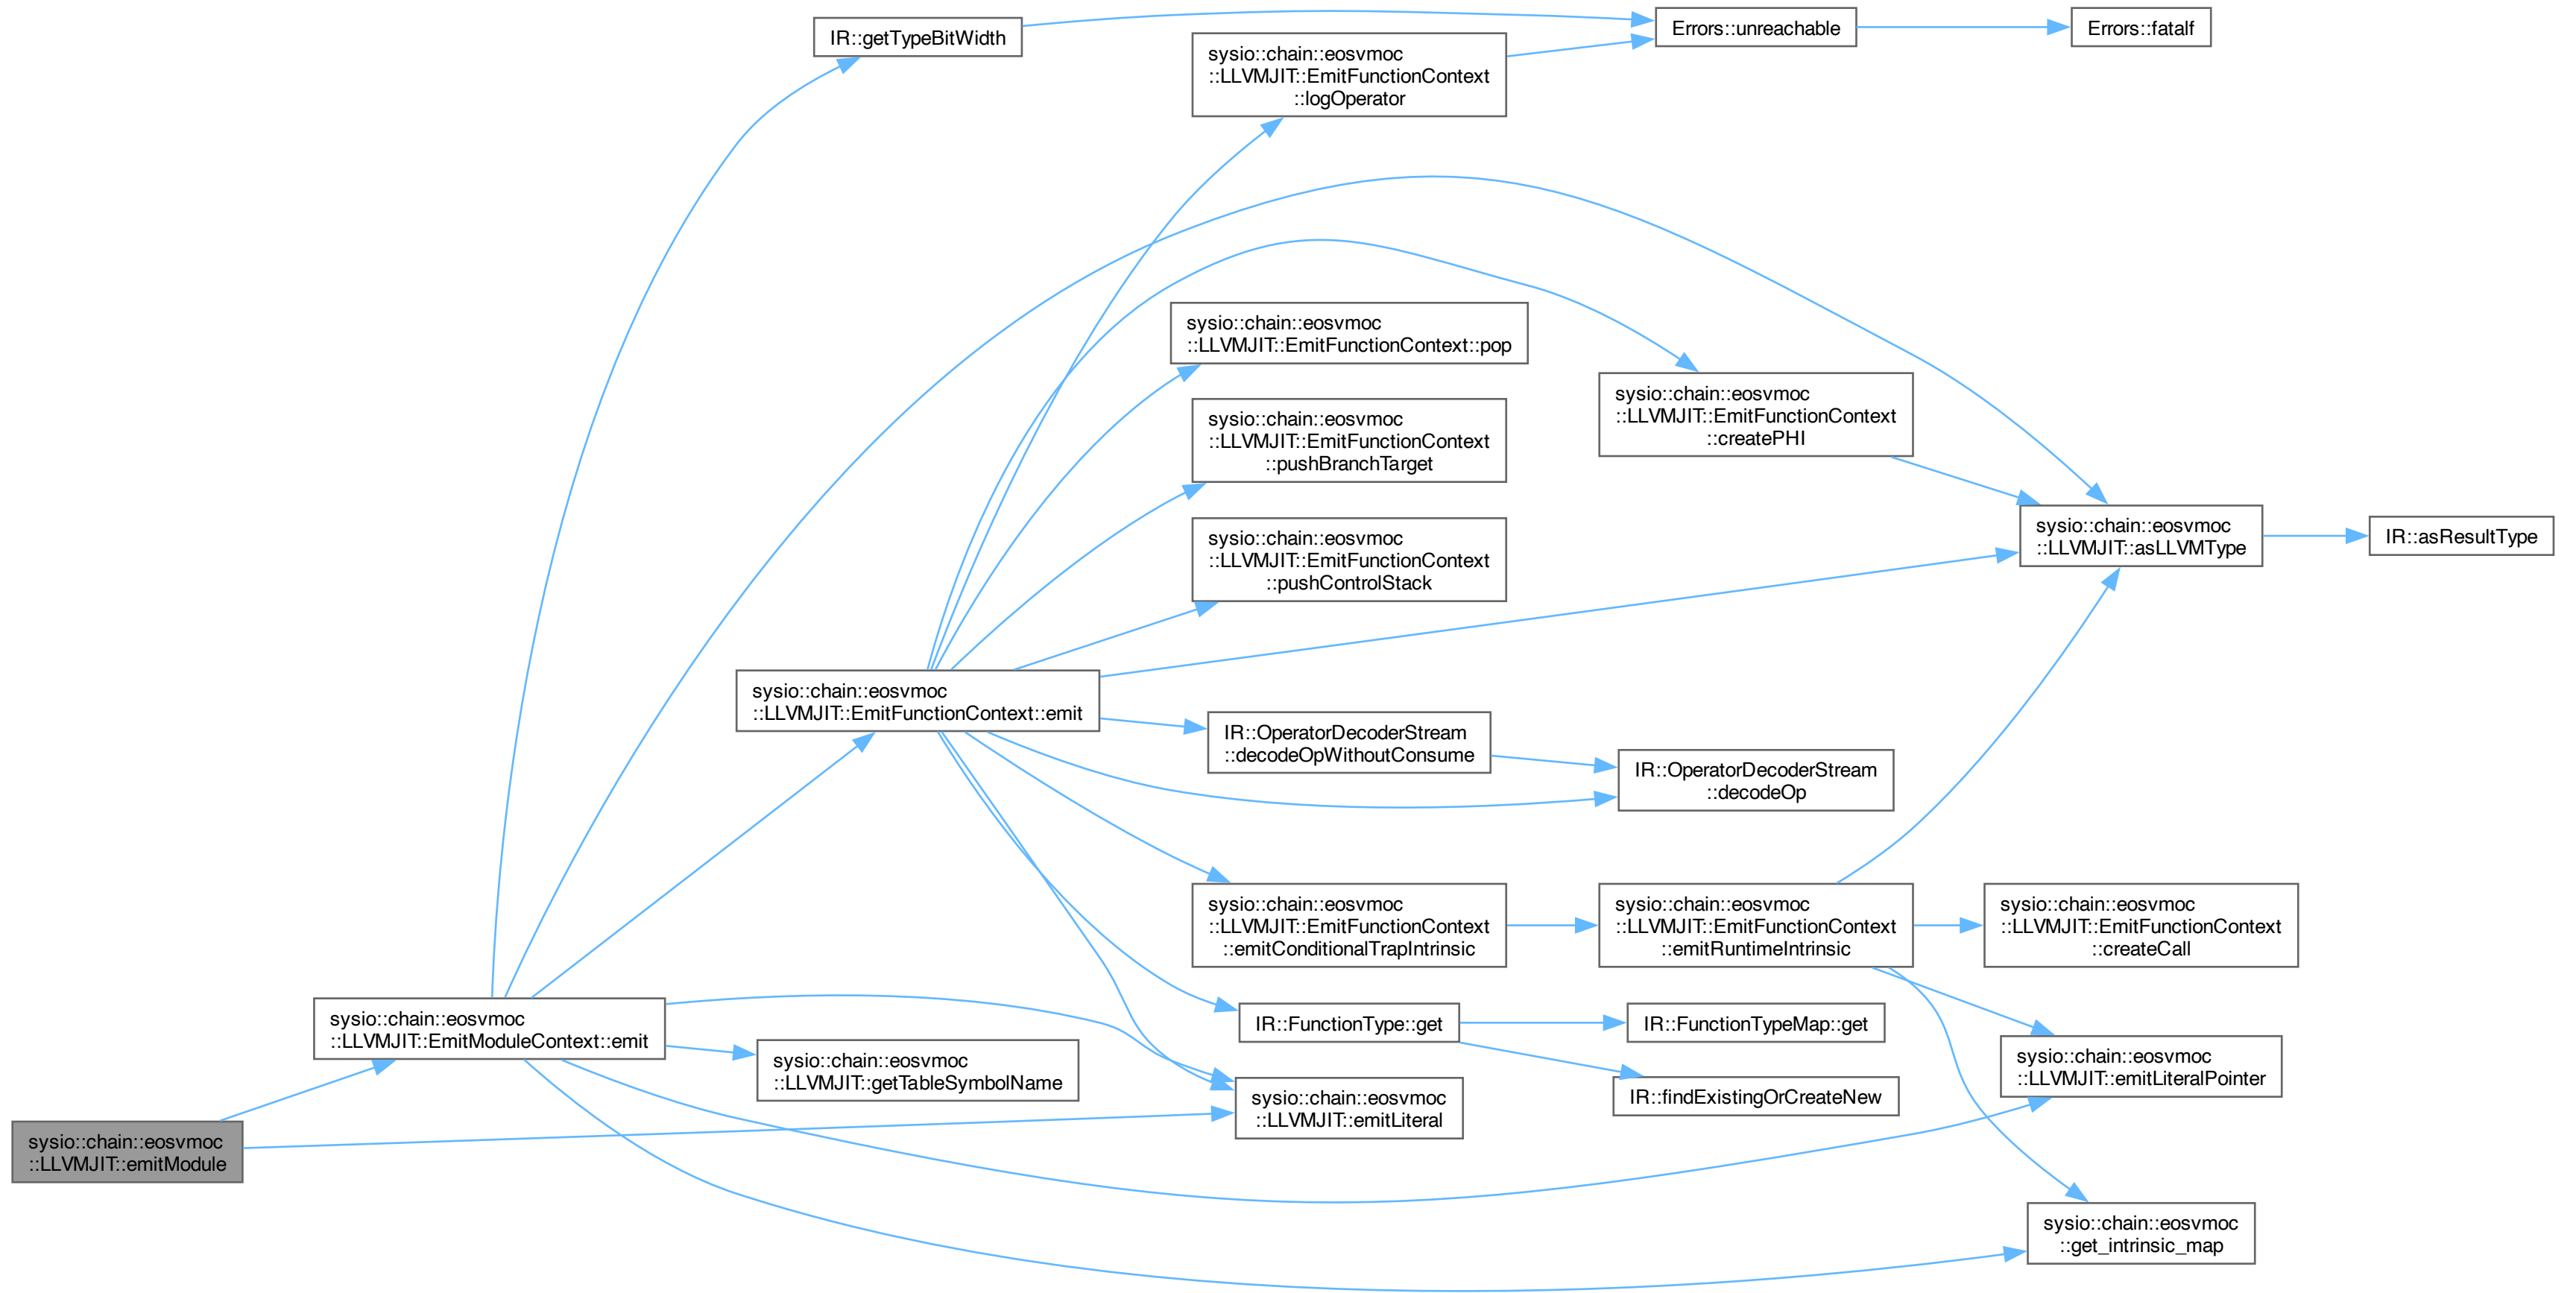 sysio::chain::eosvmoc
::LLVMJIT::emitModule
sysio::chain::eosvmoc
::LLVMJIT::EmitModuleContext::emit
IR::getTypeBitWidth
Errors::unreachable
Errors::fatalf
sysio::chain::eosvmoc
::LLVMJIT::EmitFunctionContext
::logOperator
sysio::chain::eosvmoc
::LLVMJIT::EmitFunctionContext::pop
sysio::chain::eosvmoc
::LLVMJIT::EmitFunctionContext
::createPHI
sysio::chain::eosvmoc
::LLVMJIT::EmitFunctionContext
::pushBranchTarget
sysio::chain::eosvmoc
::LLVMJIT::EmitFunctionContext
::pushControlStack
sysio::chain::eosvmoc
::LLVMJIT::asLLVMType
IR::asResultType
sysio::chain::eosvmoc
::LLVMJIT::EmitFunctionContext::emit
IR::OperatorDecoderStream
::decodeOpWithoutConsume
IR::OperatorDecoderStream
::decodeOp
sysio::chain::eosvmoc
::LLVMJIT::EmitFunctionContext
::emitConditionalTrapIntrinsic
sysio::chain::eosvmoc
::LLVMJIT::EmitFunctionContext
::emitRuntimeIntrinsic
sysio::chain::eosvmoc
::LLVMJIT::EmitFunctionContext
::createCall
IR::FunctionType::get
IR::FunctionTypeMap::get
IR::findExistingOrCreateNew
sysio::chain::eosvmoc
::LLVMJIT::emitLiteralPointer
sysio::chain::eosvmoc
::LLVMJIT::getTableSymbolName
sysio::chain::eosvmoc
::LLVMJIT::emitLiteral
sysio::chain::eosvmoc
::get_intrinsic_map